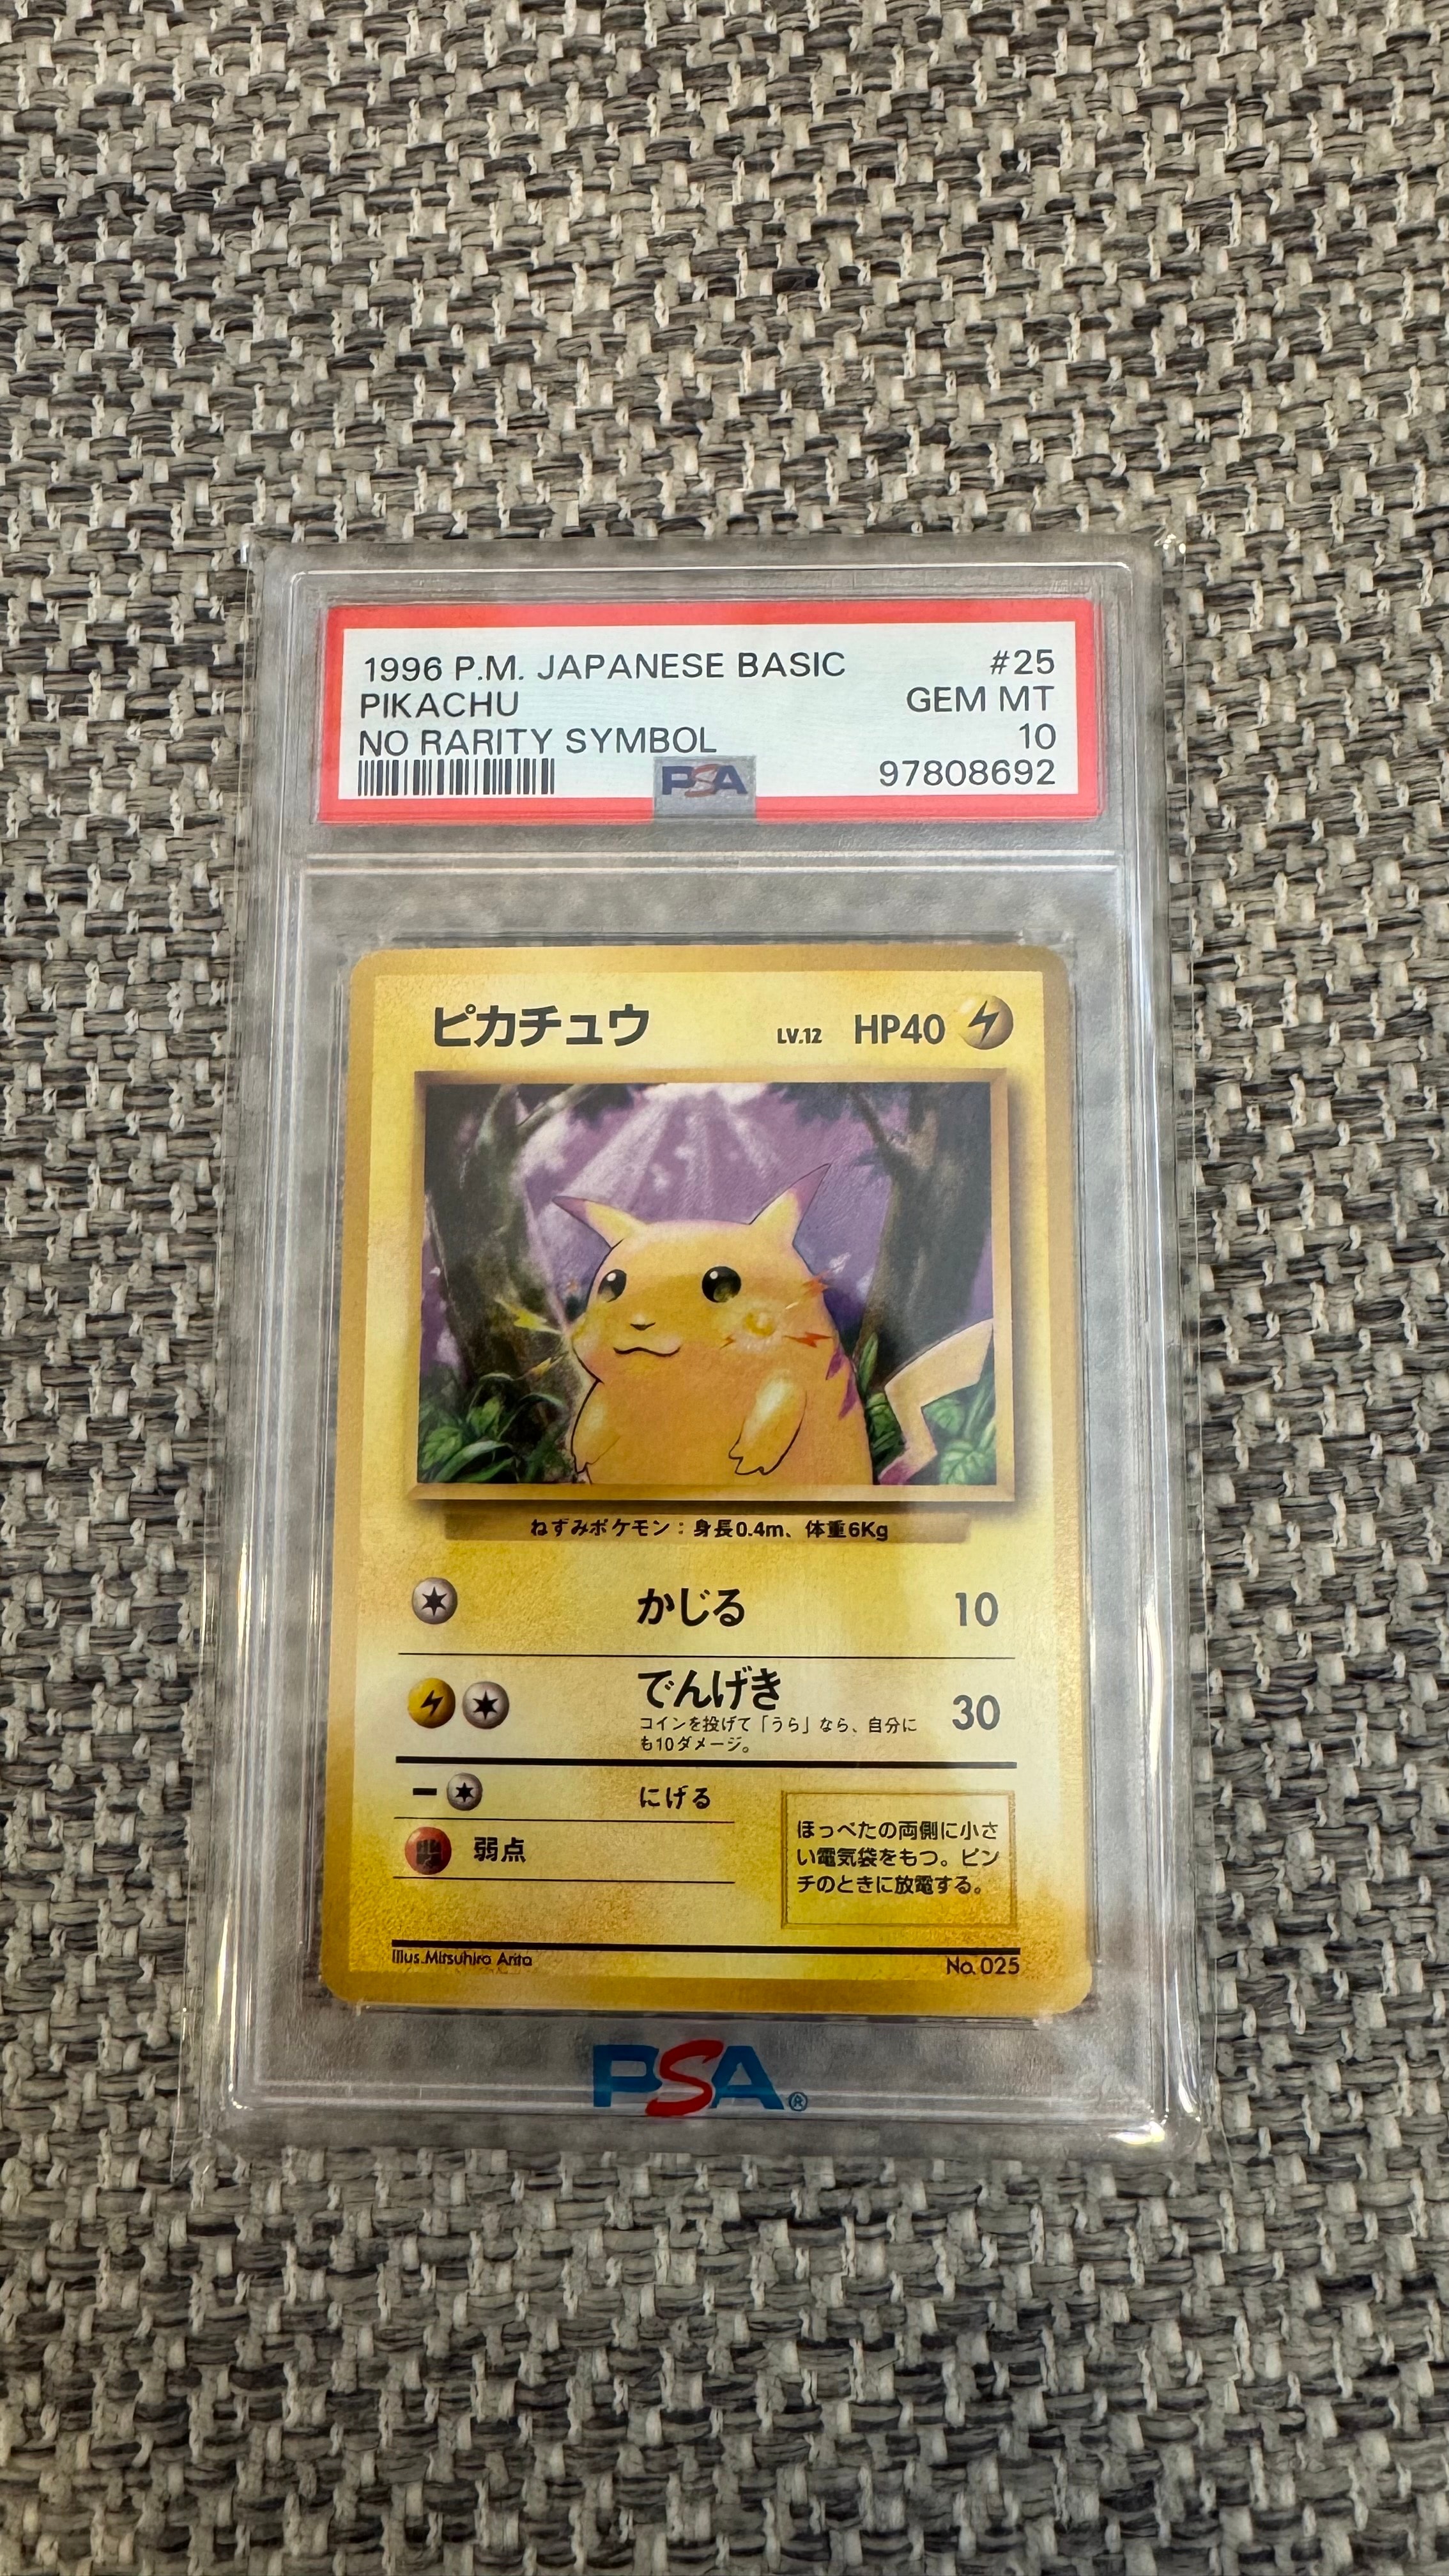 1996 P.M. JAPANESE BASIC #25
PIKACHU GEM MT
NO RARITY SYMBOL 10
PSA 97808692
ピカチュウ LV.12 HP40
ねずみポケモン：身長0.4m、体重6Kg
かじる 10
でんげき 30
コインを投げて「うら」なら、自分に
も10ダメージ。
にげる
弱点
ほっぺたの両側に小さ
い電気袋をもつ。ピン
チのときに放電する。
Illus.Mitsuhiro Arita No.025
PSA®